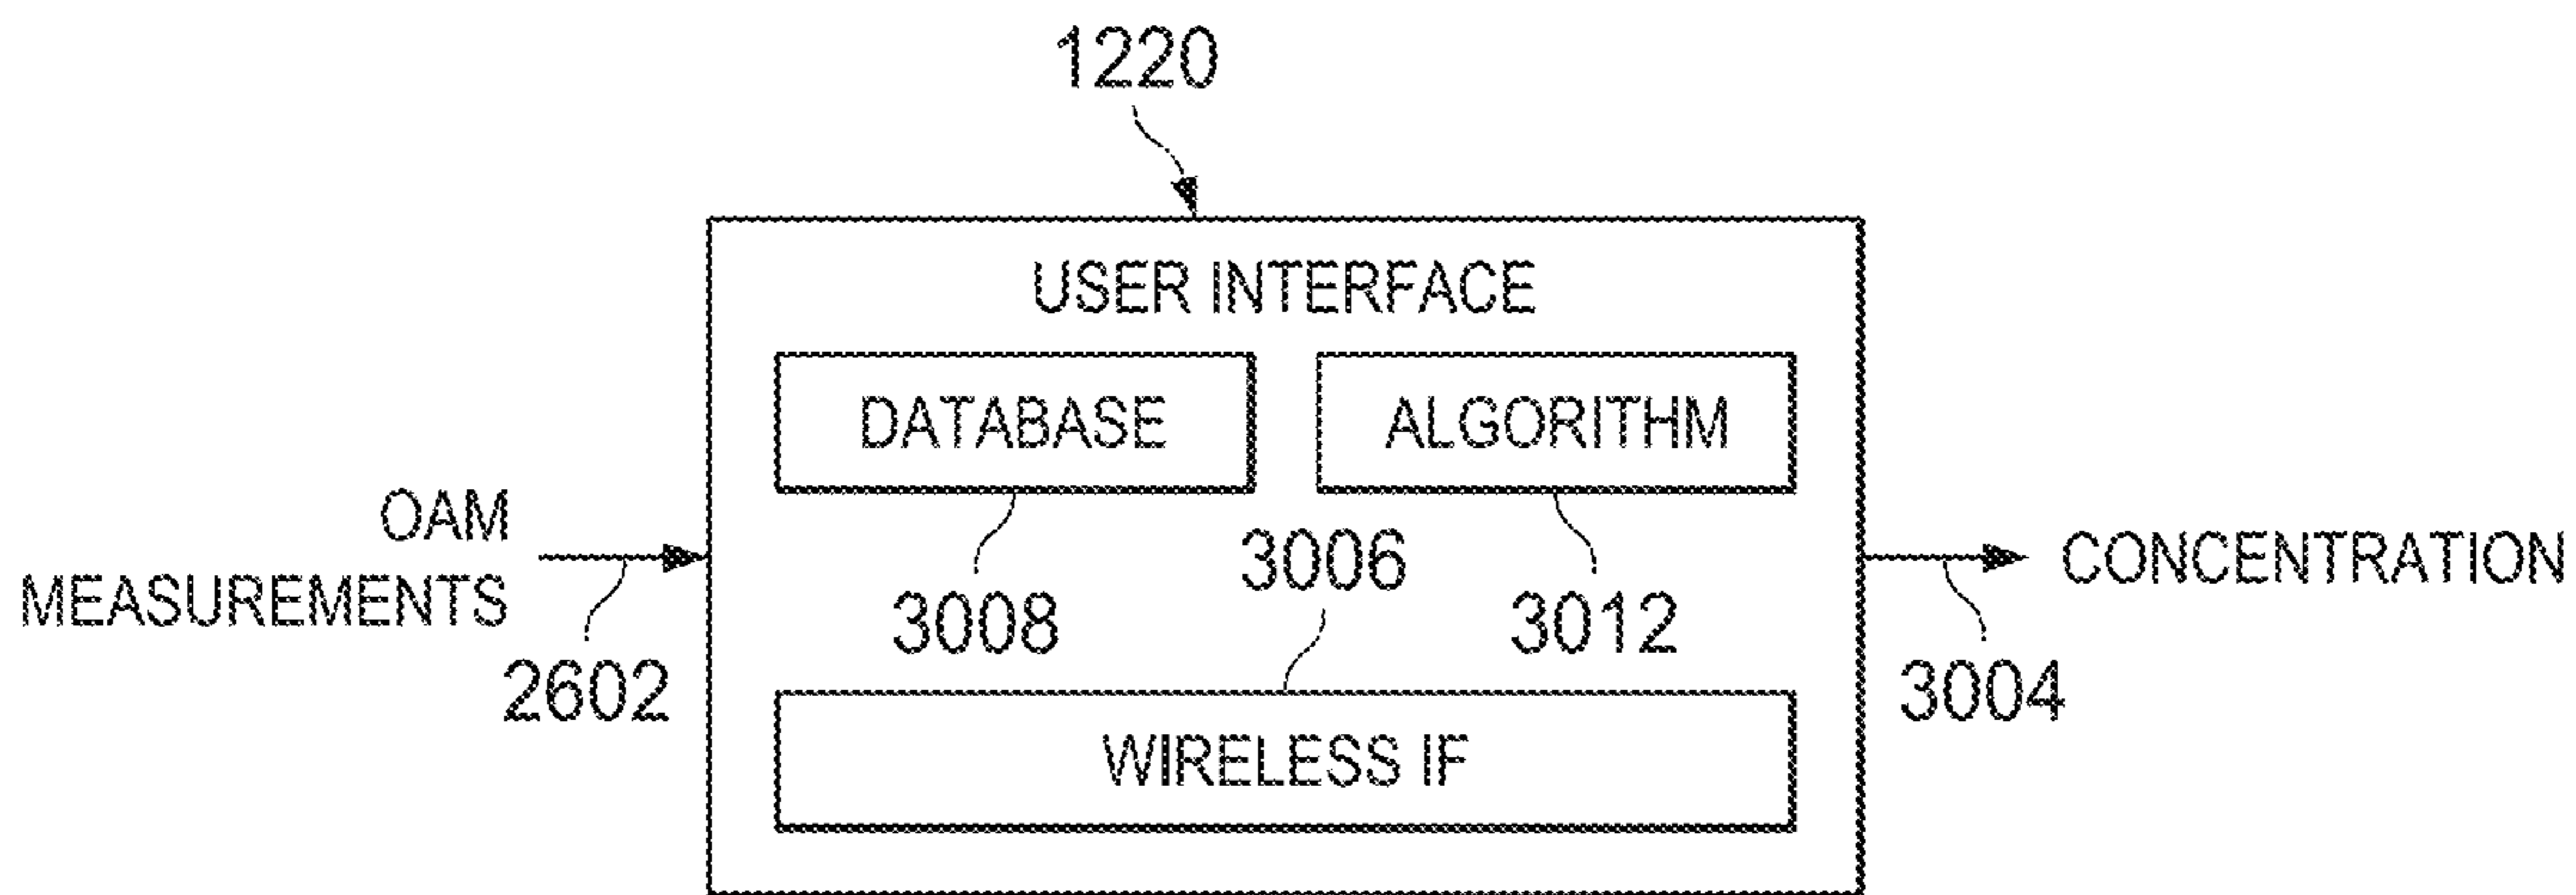 1220
USER INTERFACE
DATABASE
ALGORITHM
OAM
MEASUREMENTS
2602
3008
3006
3012
CONCENTRATION
3004
WIRELESS IF